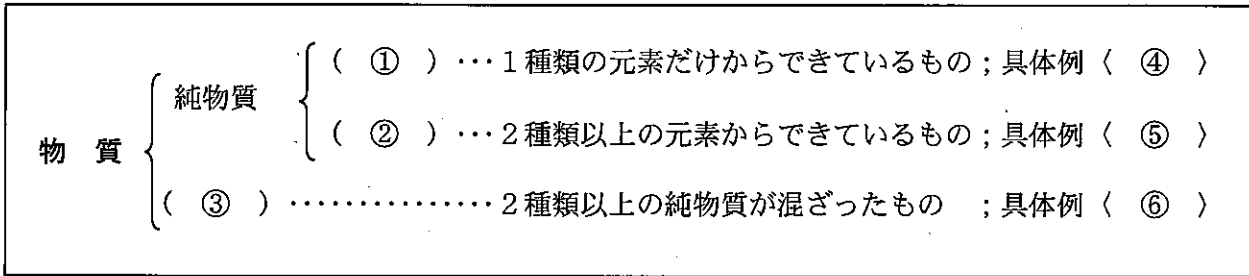 ( ① )…1種類の元素だけからできているもの；具体例〈 ④ 〉
純物質
( ② )…2種類以上の元素からできているもの；具体例〈 ⑤ 〉
物 質
( ③ )……………2種類以上の純物質が混ざったもの ；具体例〈 ⑥ 〉